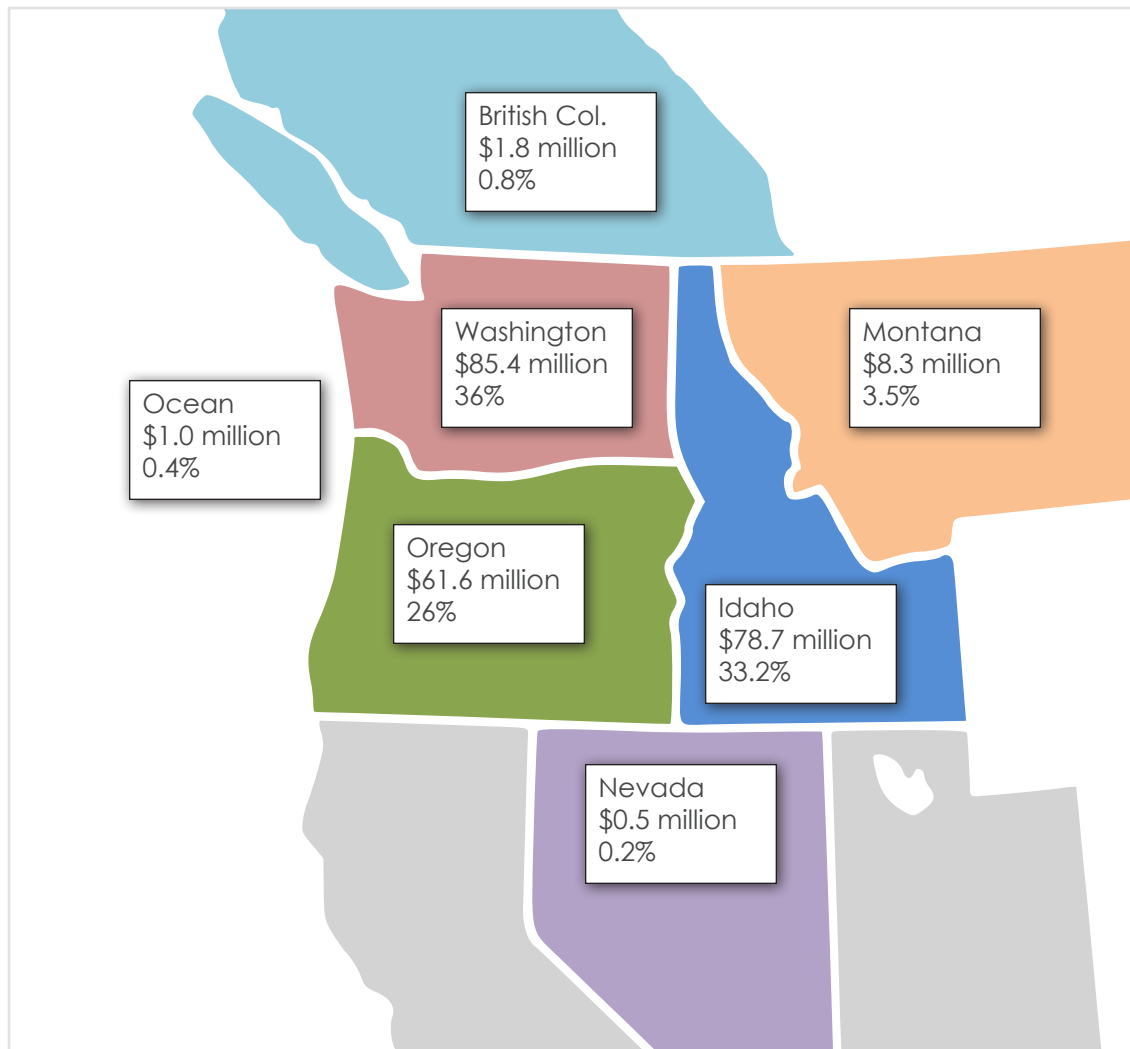 British Col.
$1.8 million
0.8%
Washington
$85.4 million
36%
Montana
$8.3 million
3.5%
Ocean
$1.0 million
0.4%
Oregon
$61.6 million
26%
Idaho
$78.7 million
33.2%
Nevada
$0.5 million
0.2%